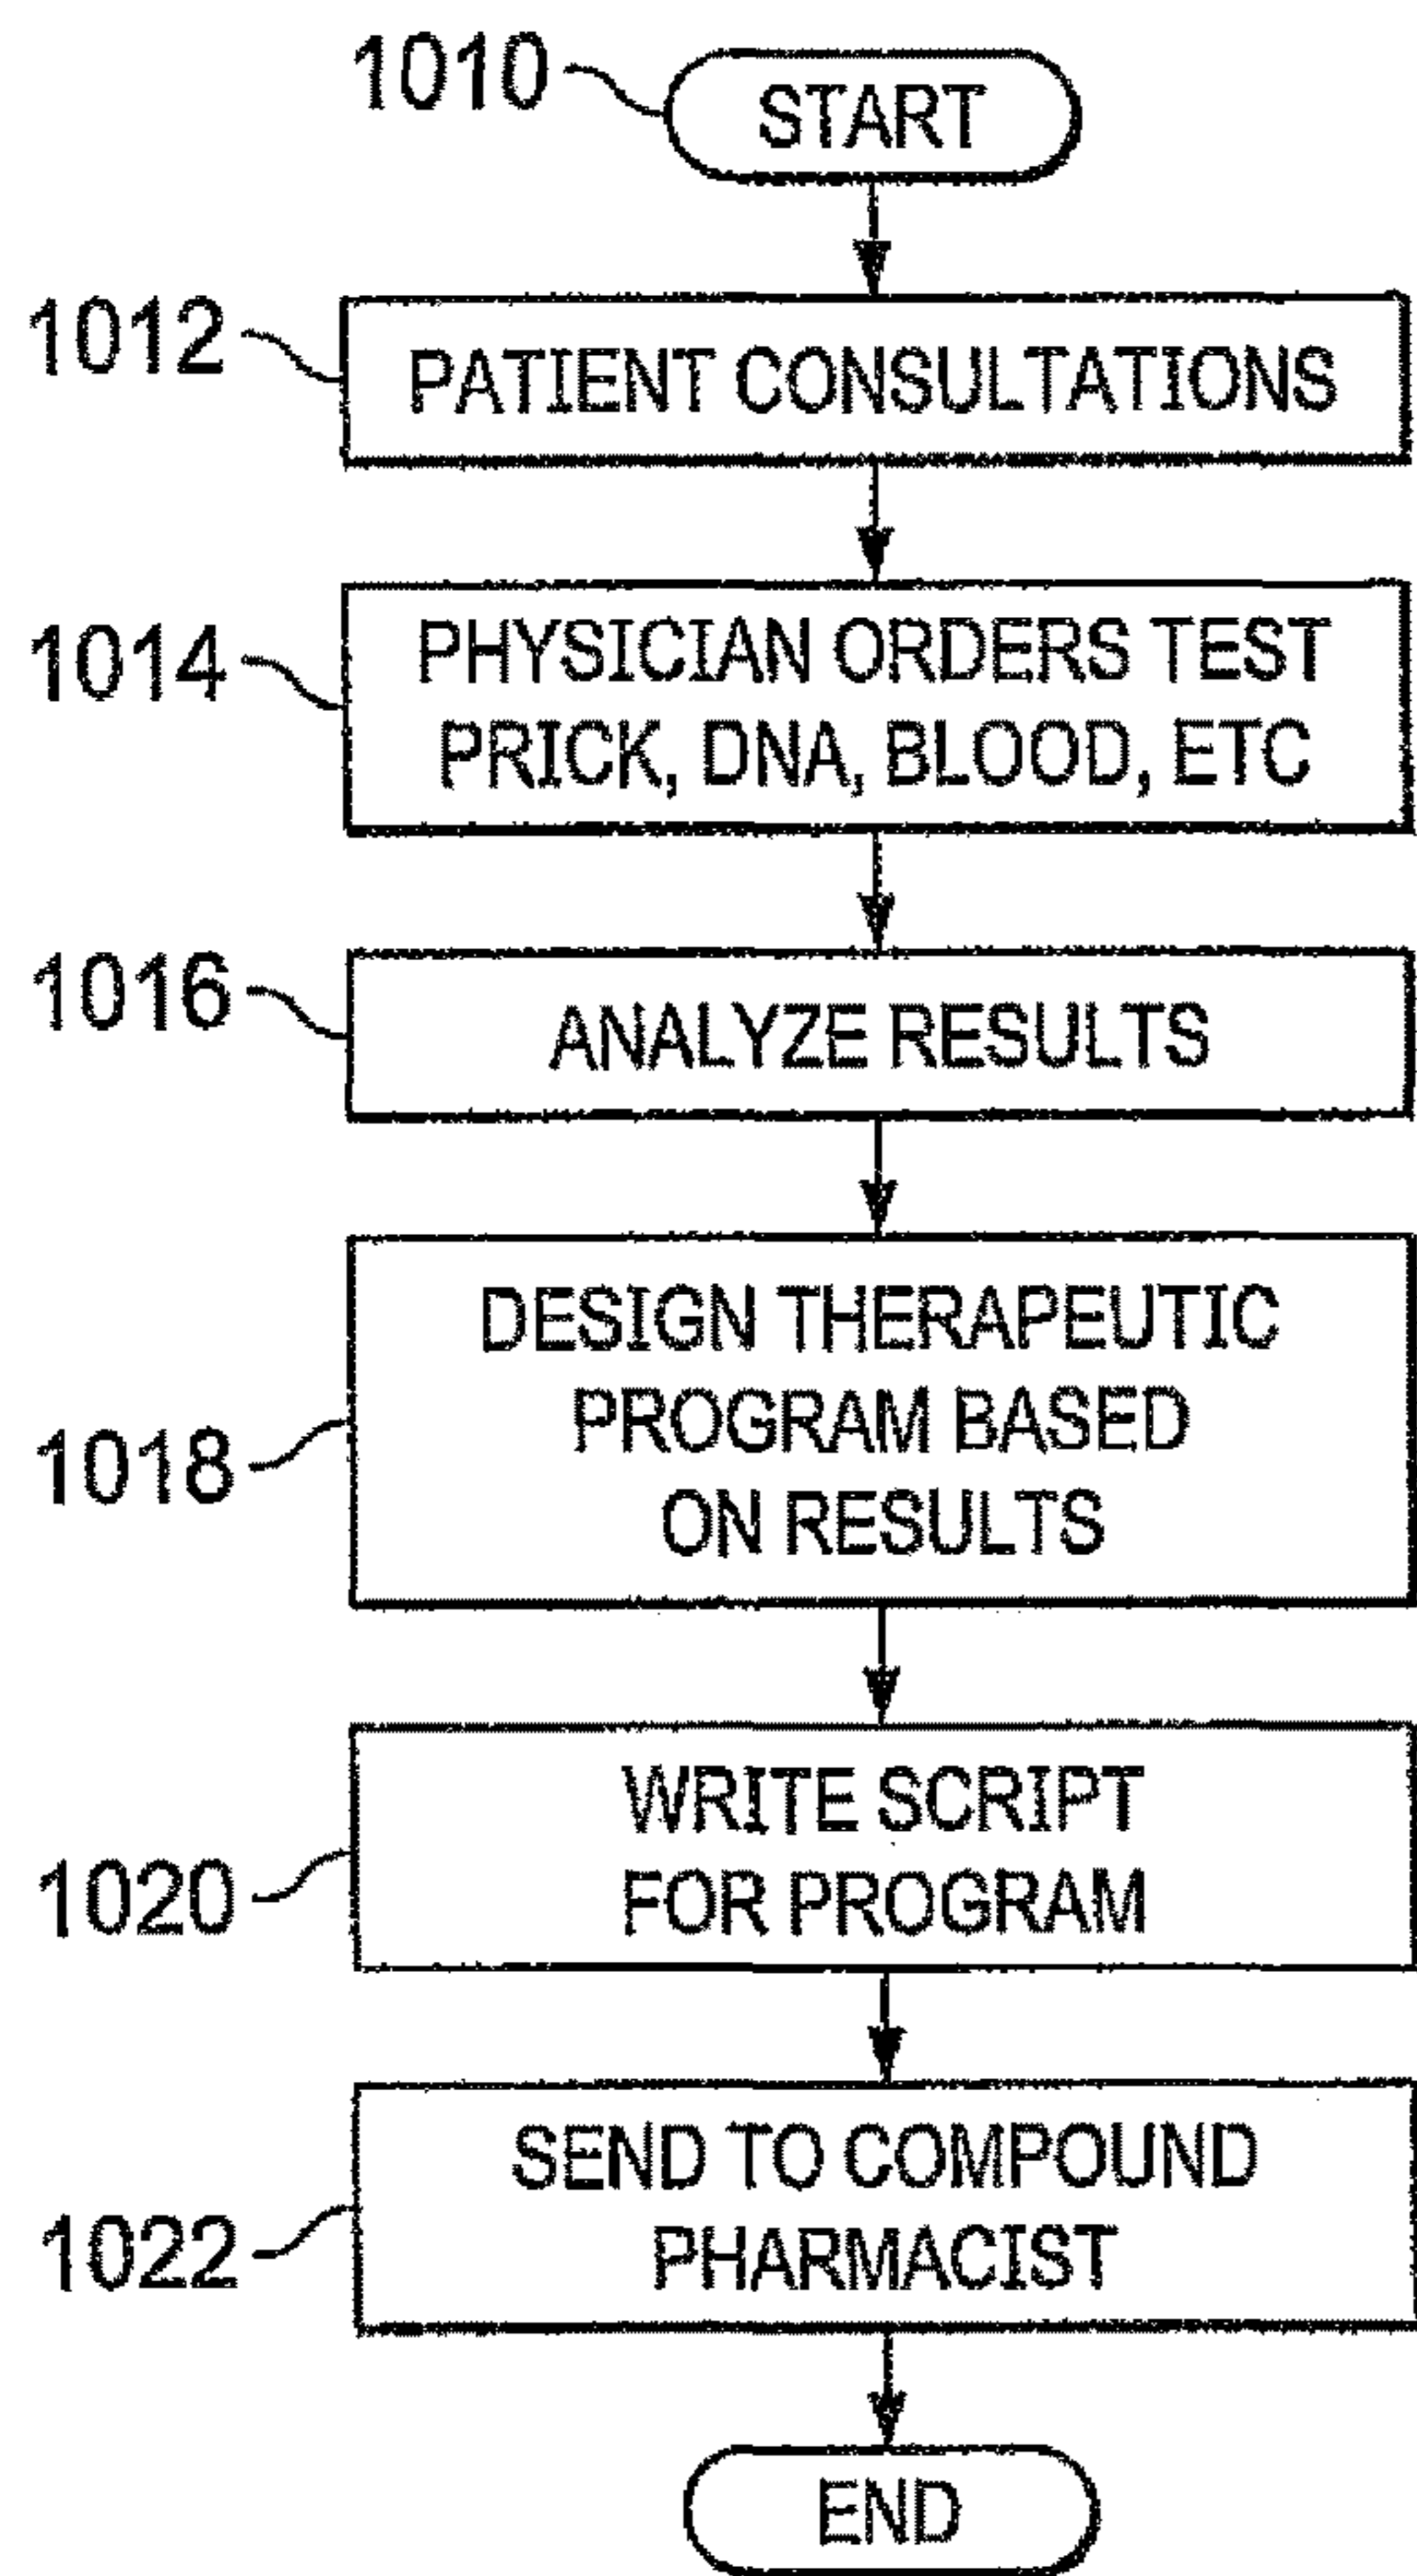 1010
START
1012
PATIENT CONSULTATIONS
1014
PHYSICIAN ORDERS TEST
PRICK, DNA, BLOOD, ETC
1016
ANALYZE RESULTS
1018
DESIGN THERAPEUTIC
PROGRAM BASED
ON RESULTS
1020
WRITE SCRIPT
FOR PROGRAM
1022
SEND TO COMPOUND
PHARMACIST
END